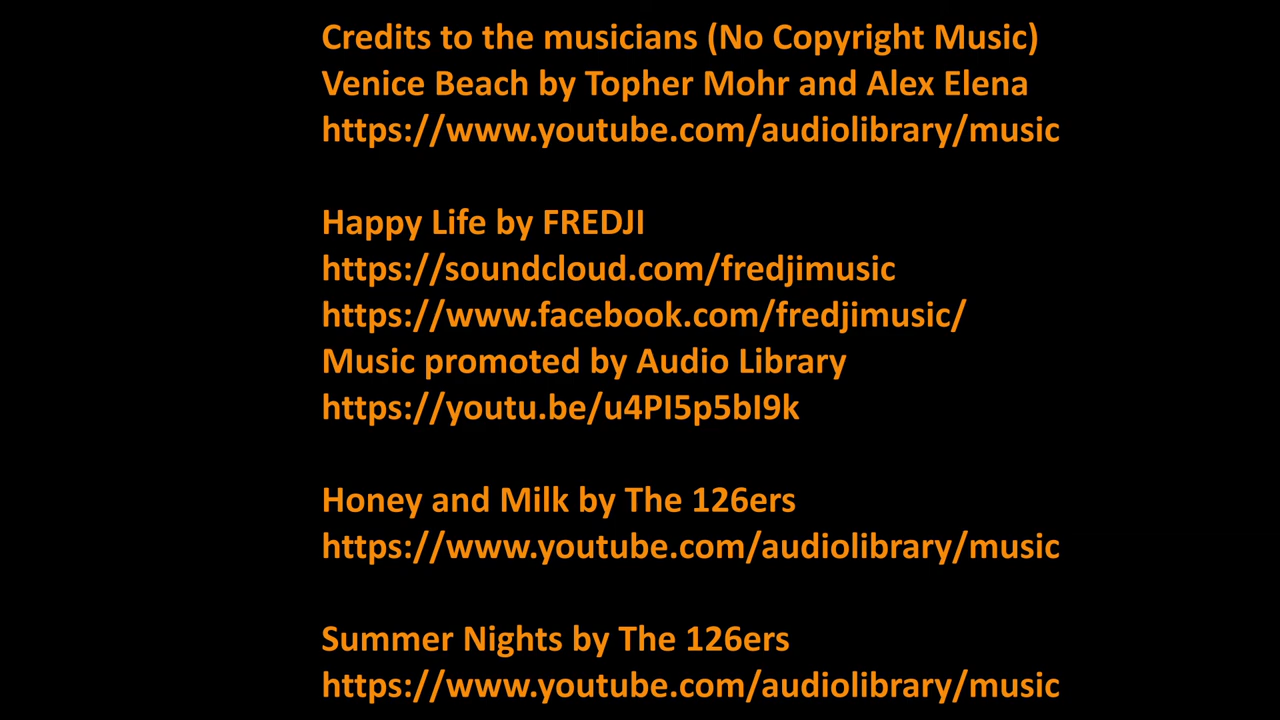 Credits to the musicians (No Copyright Music)
Venice Beach by Topher Mohr and Alex Elena
https://www.youtube.com/audiolibrary/music
Happy Life by FREDJI
https://soundcloud.com/fredjimusic
https://www.facebook.com/fredjimusic/
Music promoted by Audio Library
https://youtu.be/u4PI5p5bI9k
Honey and Milk by The 126ers
https://www.youtube.com/audiolibrary/music
Summer Nights by The 126ers
https://www.youtube.com/audiolibrary/music